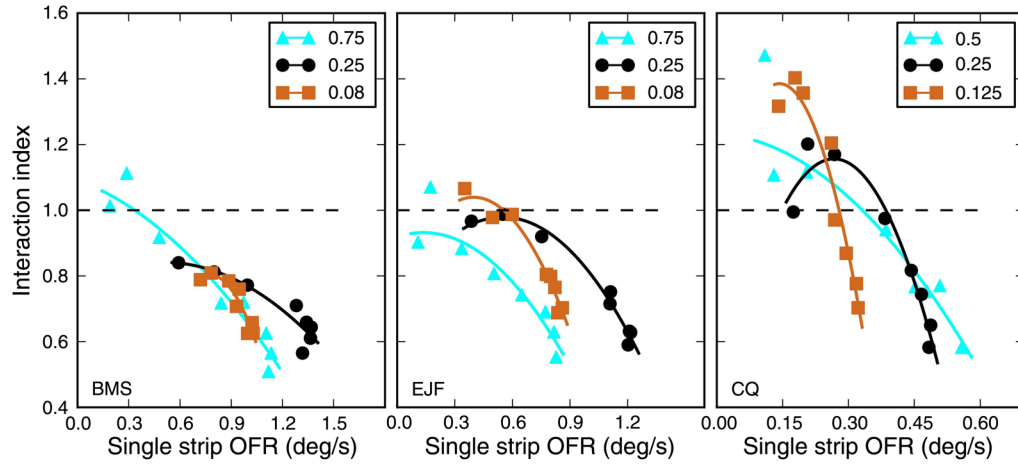 Interaction index
1.6
1.4
1.2
1.0
0.8
0.6
0.4
0.75
0.25
0.08
BMS
0.0 0.3 0.6 0.9 1.2 1.5
Single strip OFR (deg/s)
0.75
0.25
0.08
EJF
0.0 0.3 0.6 0.9 1.2
Single strip OFR (deg/s)
0.5
0.25
0.125
CQ
0.00 0.15 0.30 0.45 0.60
Single strip OFR (deg/s)